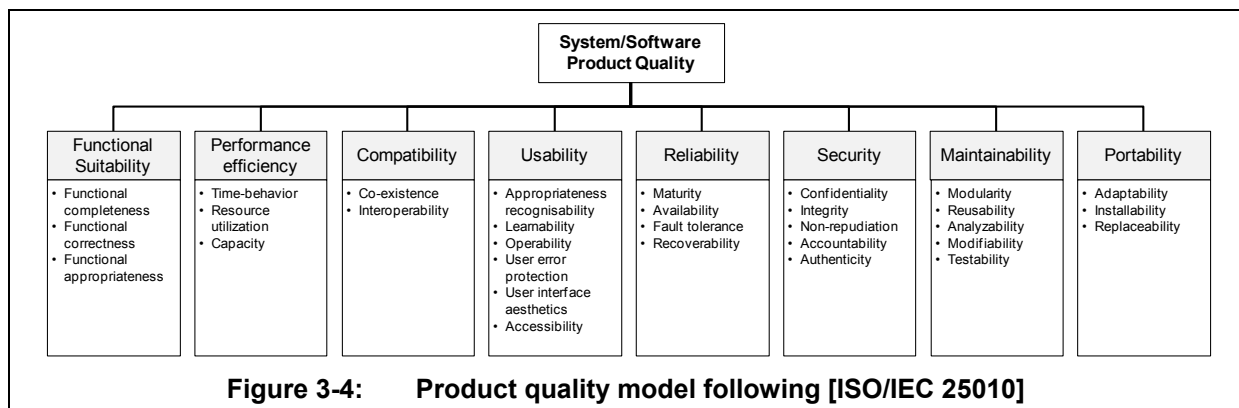 System/Software
Product Quality
Functional
Suitability
• Functional
completeness
• Functional
correctness
• Functional
appropriateness
Performance
efficiency
• Time-behavior
• Resource
utilization
• Capacity
Compatibility
• Co-existence
• Interoperability
Usability
• Appropriateness
recognisability
• Learnability
• Operability
• User error
protection
• User interface
aesthetics
• Accessibility
Reliability
• Maturity
• Availability
• Fault tolerance
• Recoverability
Security
• Confidentiality
• Integrity
• Non-repudiation
• Accountability
• Authenticity
Maintainability
• Modularity
• Reusability
• Analyzability
• Modifiability
• Testability
Portability
• Adaptability
• Installability
• Replaceability
Figure 3-4: Product quality model following [ISO/IEC 25010]